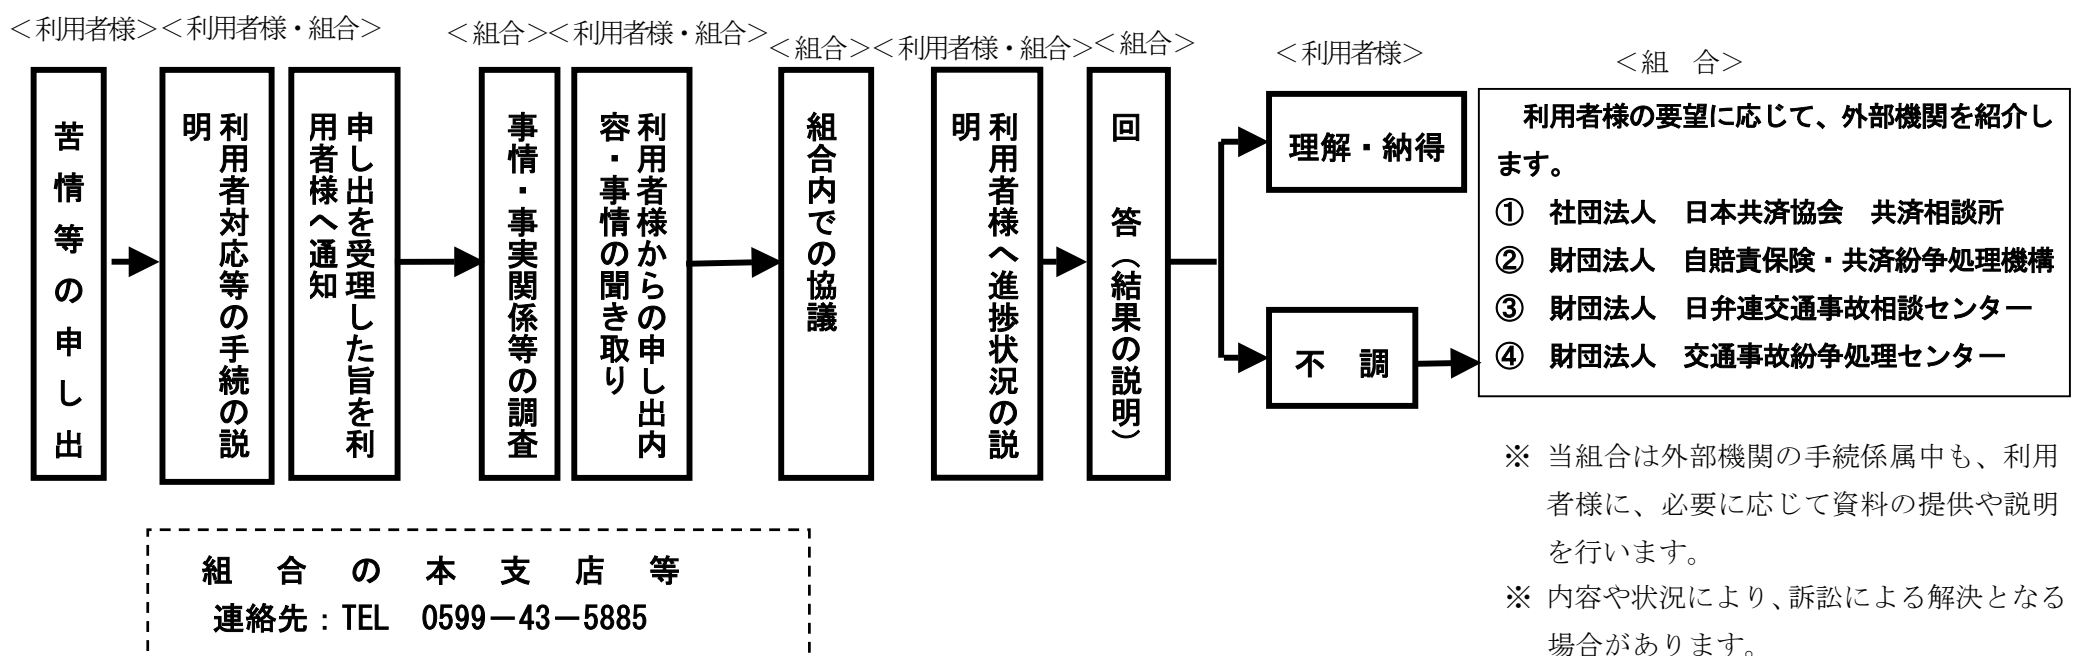 ＜利用者様＞＜利用者様・組合＞
＜組合＞＜利用者様・組合＞
＜組合＞＜利用者様・組合＞＜組合＞
＜利用者様＞
＜組　合＞
苦情等の申し出
利用者対応等の手続の説
明
申し出を受理した旨を利
用者様へ通知
事情・事実関係等の調査
利用者様からの申し出内
容・事情の聞き取り
組合内での協議
利用者様へ進捗状況の説
明
回　答（結果の説明）
理解・納得
不　調
利用者様の要望に応じて、外部機関を紹介し
ます。
①　社団法人　日本共済協会　共済相談所
②　財団法人　自賠責保険・共済紛争処理機構
③　財団法人　日弁連交通事故相談センター
④　財団法人　交通事故紛争処理センター
※ 当組合は外部機関の手続係属中も、利用
者様に、必要に応じて資料の提供や説明
を行います。
※ 内容や状況により、訴訟による解決となる
場合があります。
組　合　の　本　支　店　等
連絡先：TEL　0599－43－5885